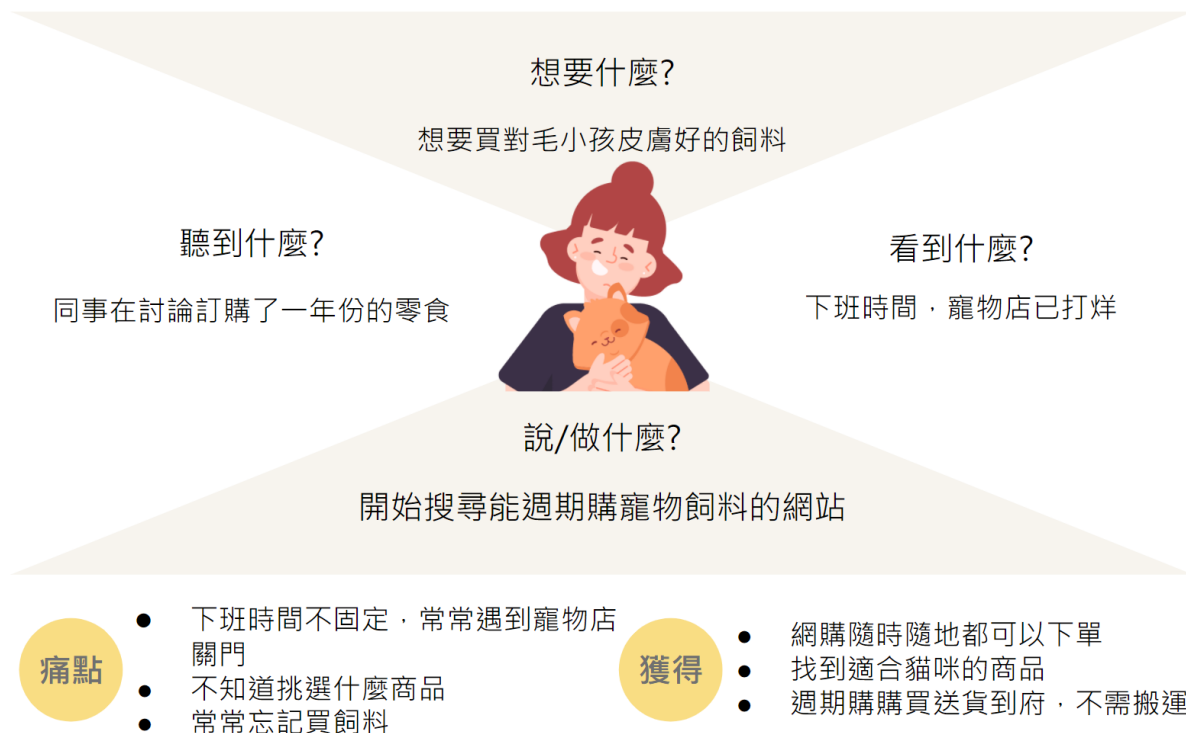 想要什麼?
想要買對毛小孩皮膚好的飼料
聽到什麼?
同事在討論訂購了一年份的零食
看到什麼?
下班時間，寵物店已打烊
說/做什麼?
開始搜尋能週期購寵物飼料的網站
痛點
● 下班時間不固定，常常遇到寵物店
關門
● 不知道挑選什麼商品
● 常常忘記買飼料
獲得
● 網購隨時隨地都可以下單
● 找到適合貓咪的商品
● 週期購購買送貨到府，不需搬運